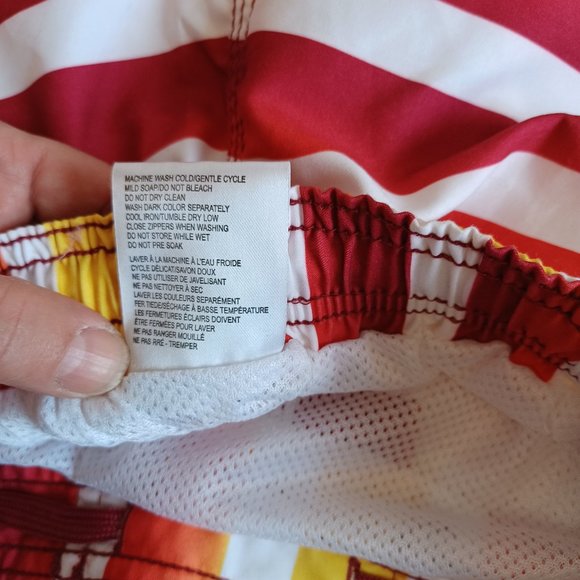 MACHINE WASH COLD/GENTLE CYCLE
MILD SOAP/DO NOT BLEACH
DO NOT DRY CLEAN
WASH DARK COLOR SEPARATELY
COOL IRON/TUMBLE DRY LOW
CLOSE ZIPPERS WHEN WASHING
DO NOT STORE WHILE WET
DO NOT PRE SOAK
LAVER À LA MACHINE À L'EAU FROIDE
CYCLE DÉLICAT/SAVON DOUX
NE PAS UTILISER DE JAVELISANT
NE PAS NETTOYER À SEC
LAVER LES COULEURS SEPARÉMENT
FER TIÈDE/SÉCHAGE À BASSE TEMPÉRATURE
LES FERMETURES ÉCLAIRS DOIVENT
ÊTRE FERMÉES POUR LAVER
NE PAS RANGER MOUILLÉ
NE PAS RRÉ - TREMPER